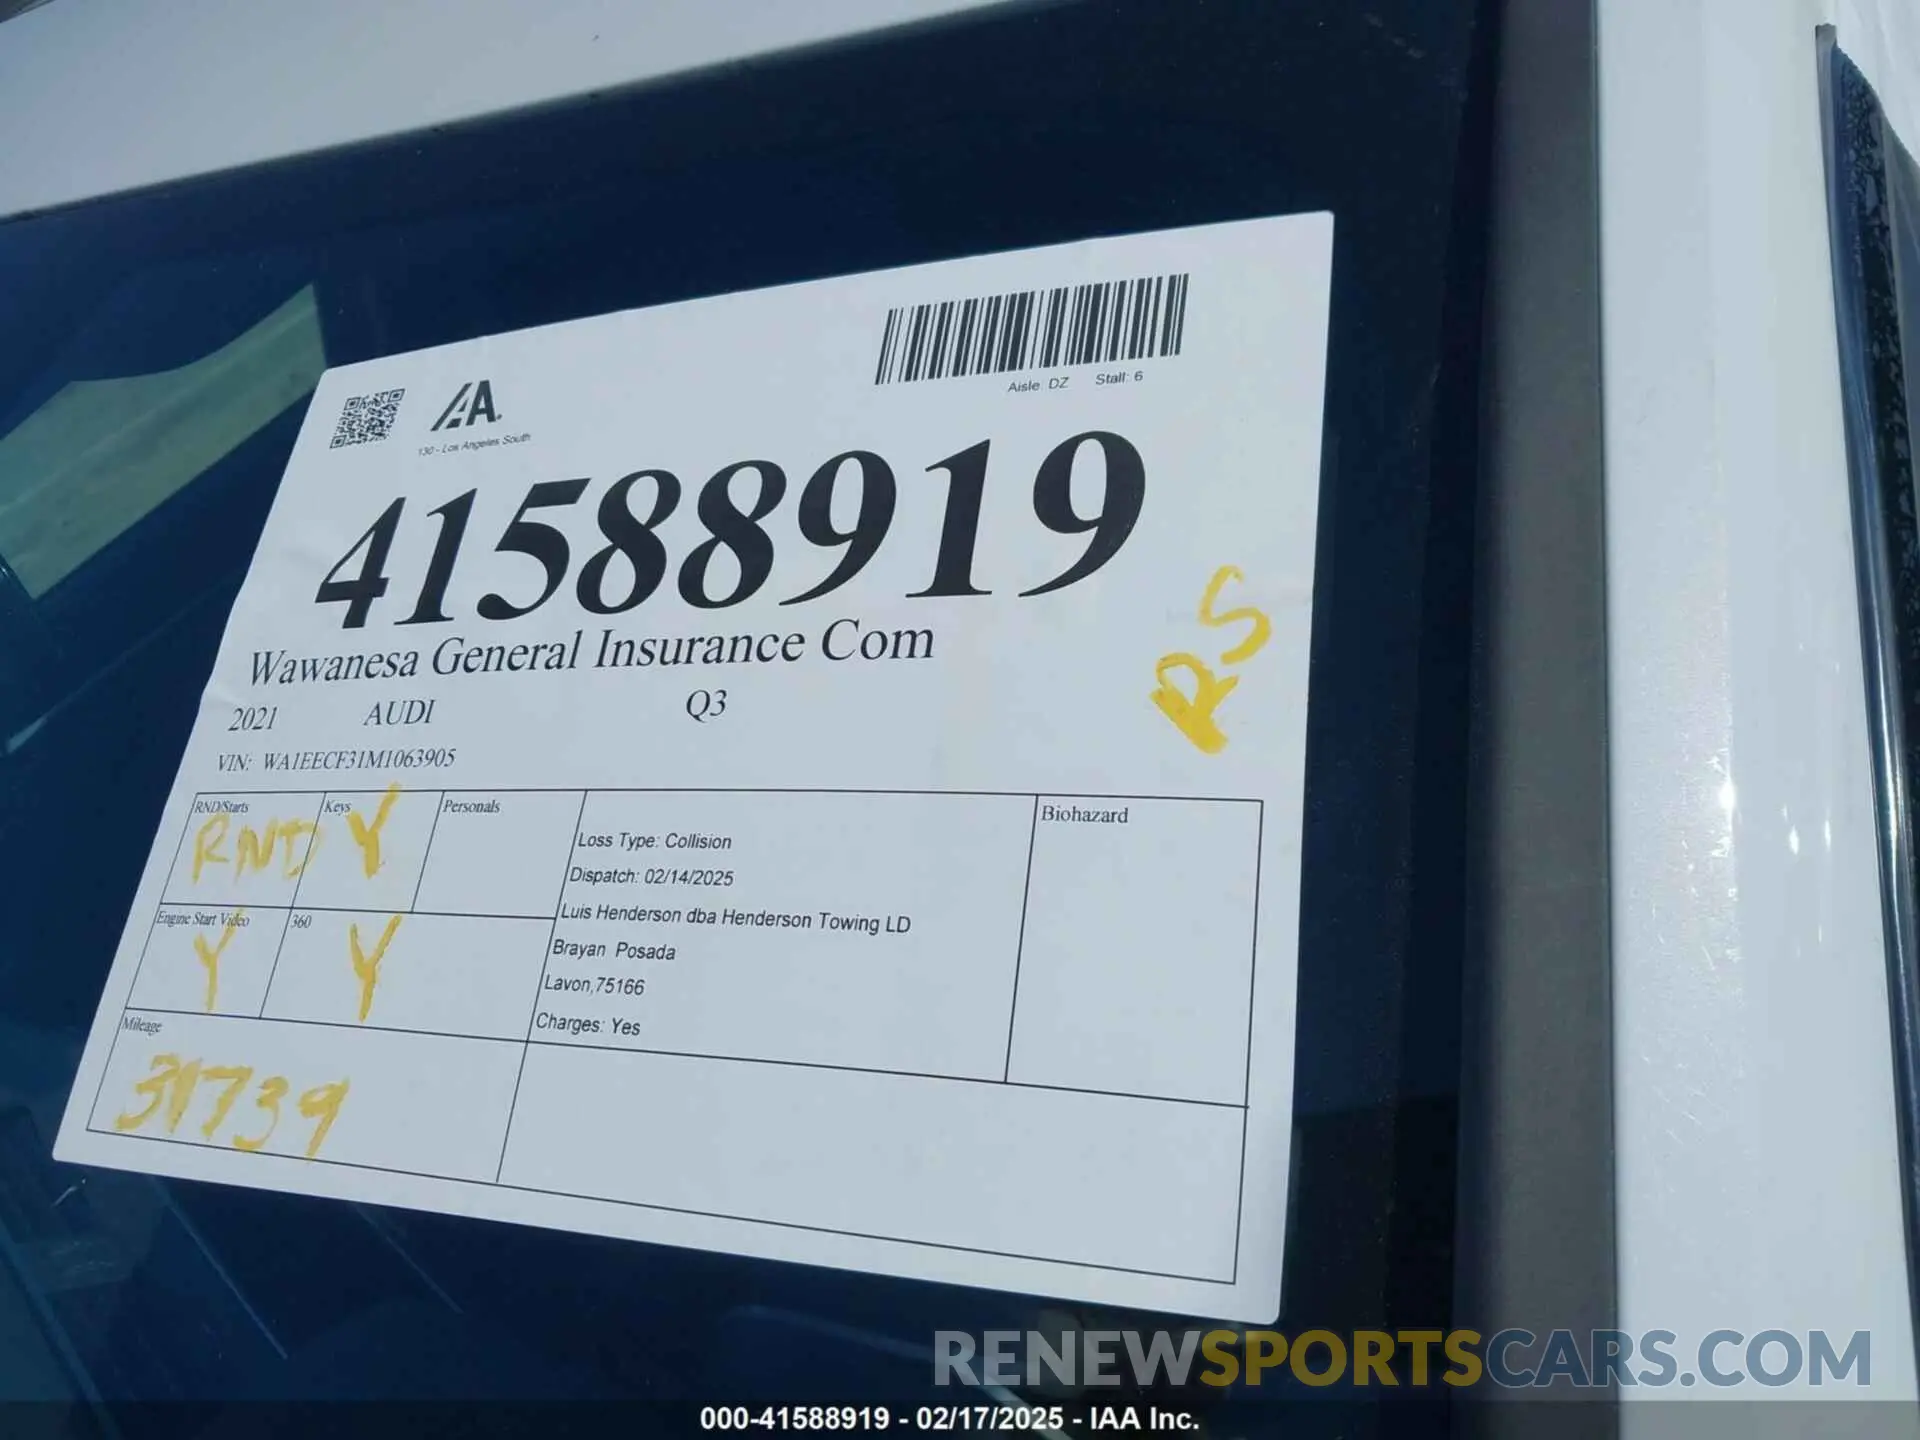 Aisle: DZ Stall: 6
IAA
130 - Los Angeles South
41588919
Wawanesa General Insurance Com
RS
2021 AUDI Q3
VIN: WA1EECF31M1063905
RND/Starts Keys Personals Biohazard
RND Y
Loss Type: Collision
Dispatch: 02/14/2025
Luis Henderson dba Henderson Towing LD
Brayan Posada
Lavon,75166
Charges: Yes
Engine Start Video 360
Y Y
Mileage
31739
RENEWSPORTSCARS.COM
000-41588919 - 02/17/2025 - IAA Inc.